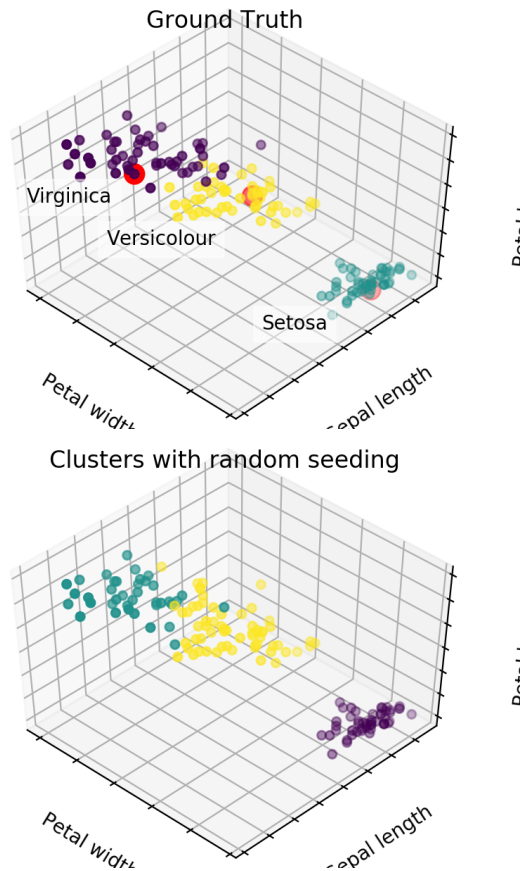 Ground Truth
Virginica
Versicolour
Setosa
Petal width
Sepal length
Clusters with random seeding
Petal width
Sepal length